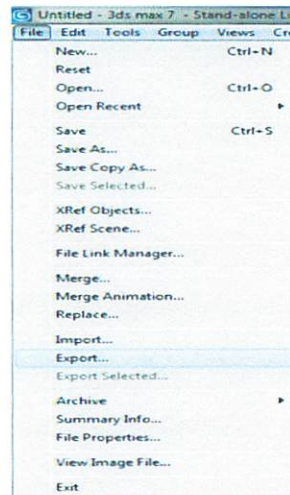 Untitled - 3ds max 7 - Stand-alone Li
File Edit Tools Group Views Cre
New... Ctrl+N
Reset
Open... Ctrl+O
Open Recent
Save Ctrl+S
Save As...
Save Copy As...
Save Selected...
XRef Objects...
XRef Scene...
File Link Manager...
Merge...
Merge Animation...
Replace...
Import...
Export...
Export Selected...
Archive
Summary Info...
File Properties...
View Image File...
Exit